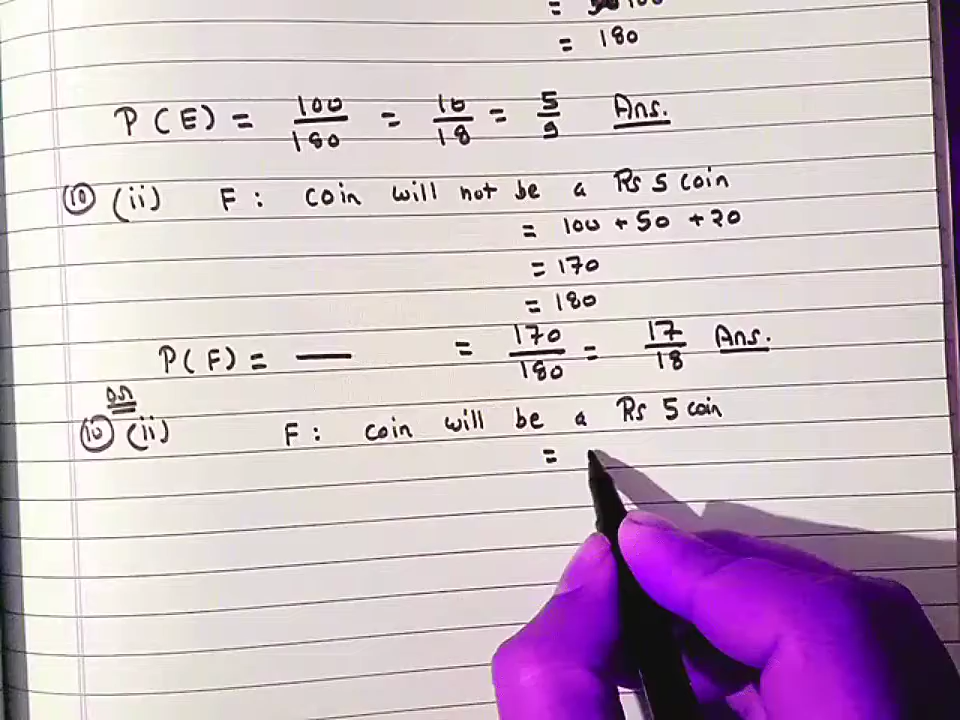 = 180
P(E) = 100/180 = 10/18 = 5/9 Ans.
(10) (ii) F : coin will not be a Rs 5 coin
= 100 + 50 + 20
= 170
= 180
P(F) = — = 170/180 = 17/18 Ans.
OR
(10) (ii) F : coin will be a Rs 5 coin
=